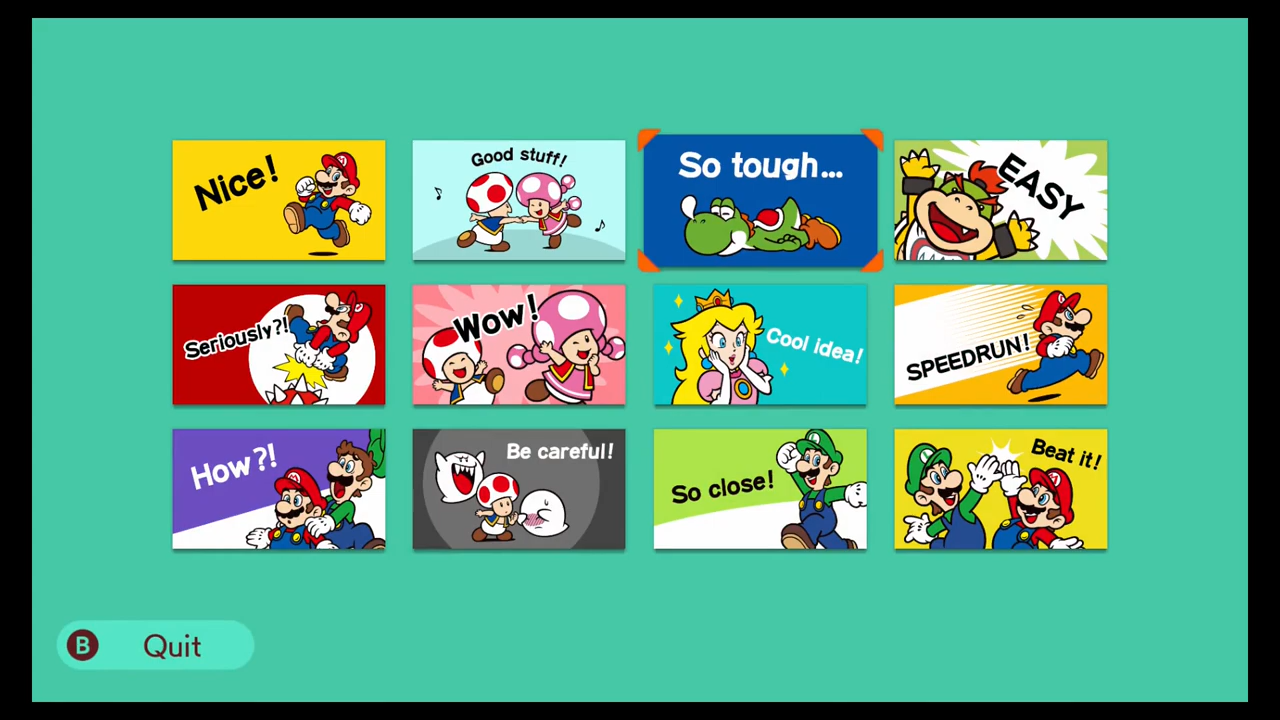 Nice!
Good stuff!
So tough...
EASY
Seriously?!
Wow!
Cool idea!
SPEEDRUN!
How?!
Be careful!
So close!
Beat it!
B Quit